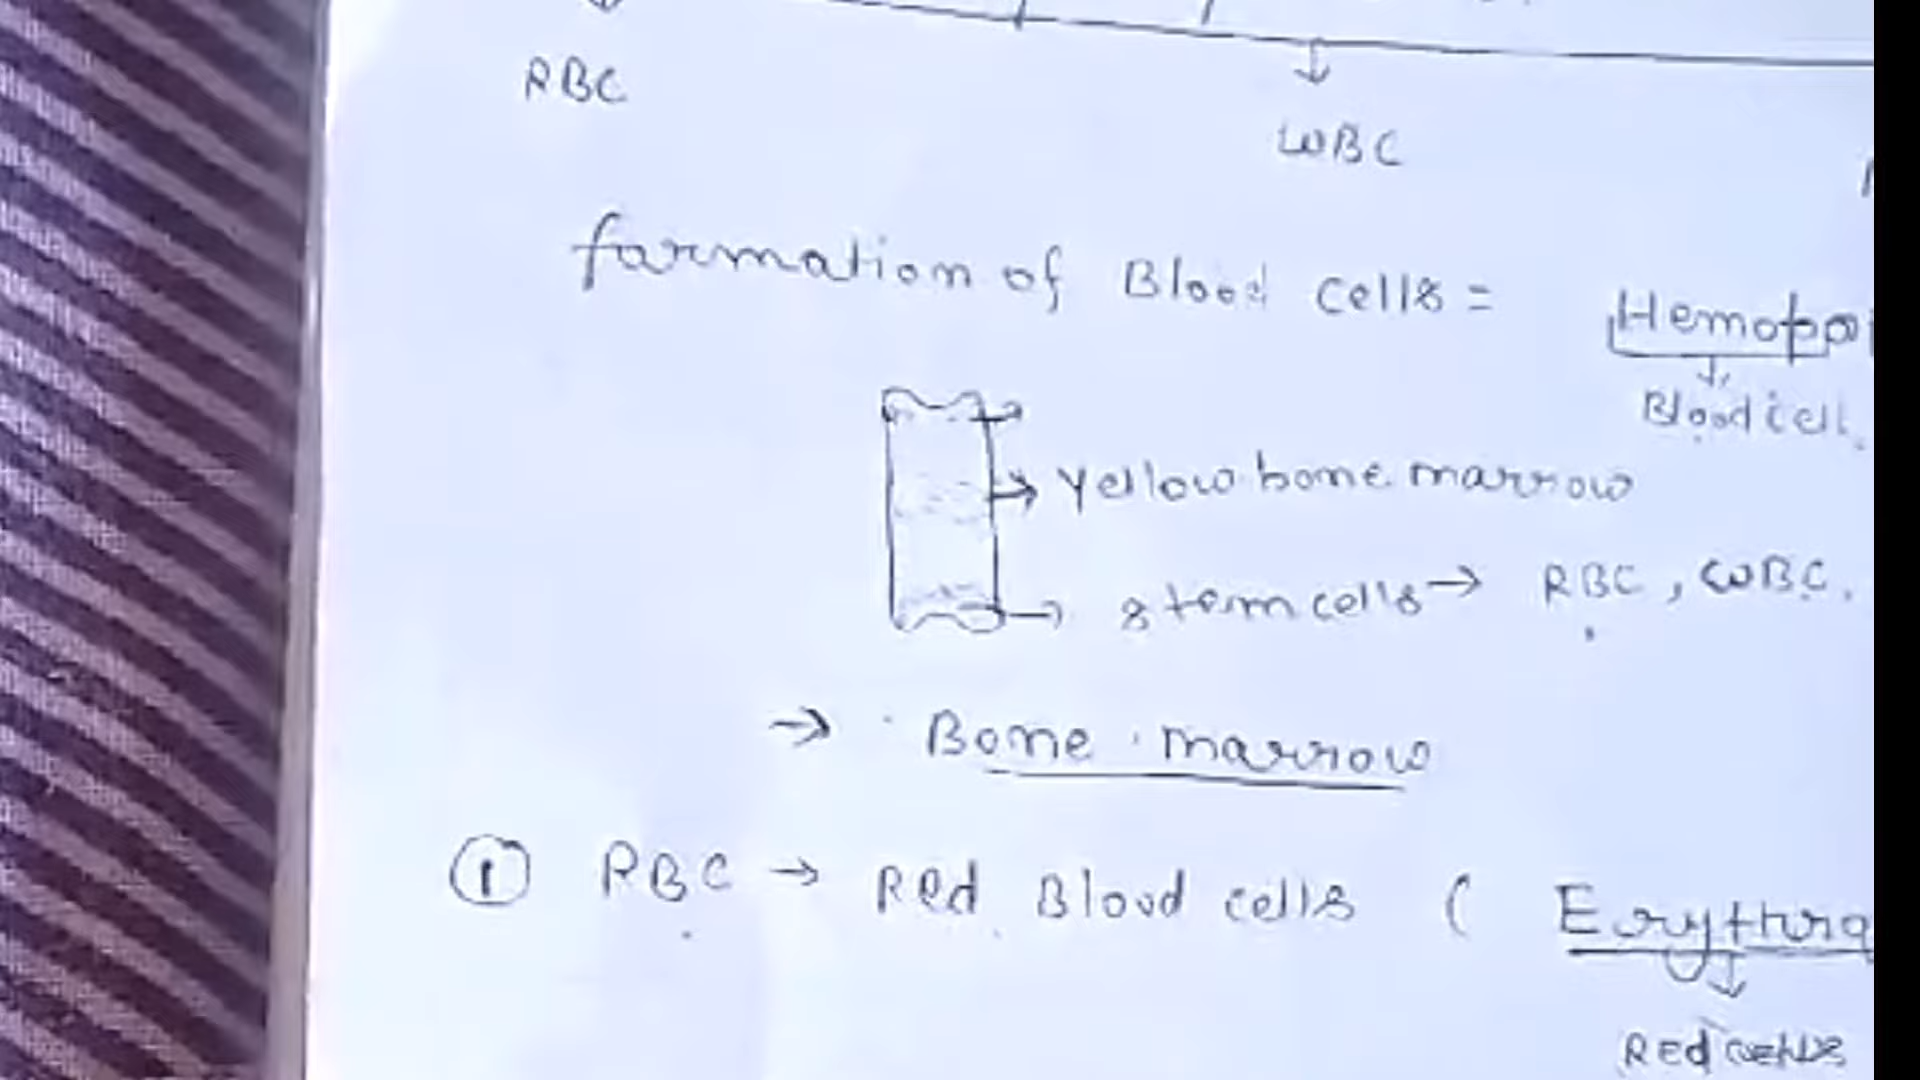 RBC
WBC
formation of Blood cells = Hemopoi
Blood cell
→ yellow bone marrow
→ stem cells → RBC, WBC,
→ Bone marrow
① RBC → Red Blood cells ( Erythro
Red cells